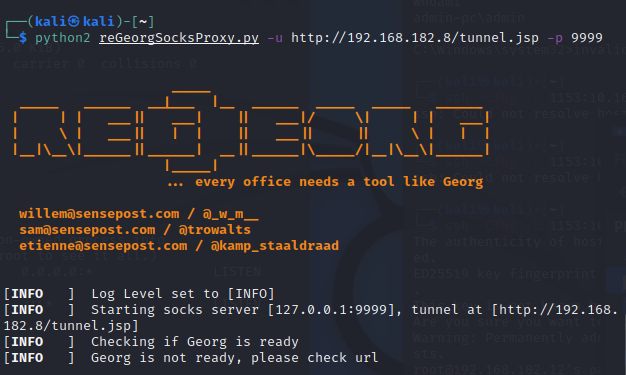 (kali㉿kali)-[~]
$ python2 reGeorgSocksProxy.py -u http://192.168.182.8/tunnel.jsp -p 9999
... every office needs a tool like Georg
willem@sensepost.com / @_w_m__
sam@sensepost.com / @trowalts
etienne@sensepost.com / @kamp_staaldraad
[INFO   ]  Log Level set to [INFO]
[INFO   ]  Starting socks server [127.0.0.1:9999], tunnel at [http://192.168.
182.8/tunnel.jsp]
[INFO   ]  Checking if Georg is ready
[INFO   ]  Georg is not ready, please check url